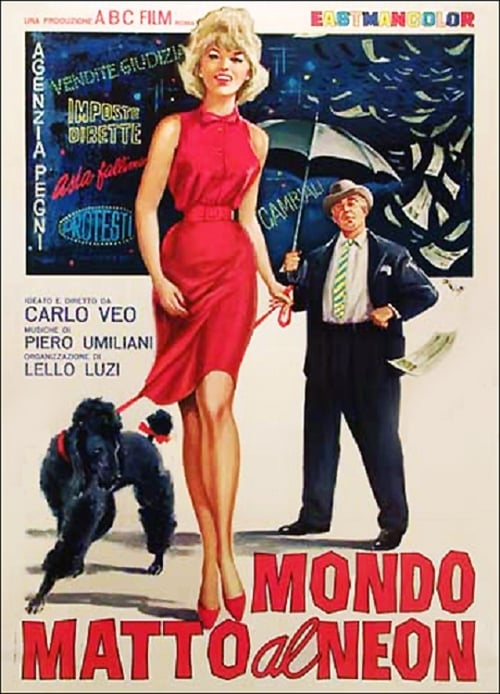 UNA PRODUZIONE ABC FILM ROMA
EASTMANCOLOR
AGENZIA PEGNI
VENDITE GIUDIZIA
IMPOSTE
DIRETTE
Asta fallimen
PROTESTI
CAMBIALI
IDEATO E DIRETTO DA
CARLO VEO
MUSICHE DI
PIERO UMILIANI
ORGANIZZAZIONE DI
LELLO LUZI
MONDO
MATTO al NEON